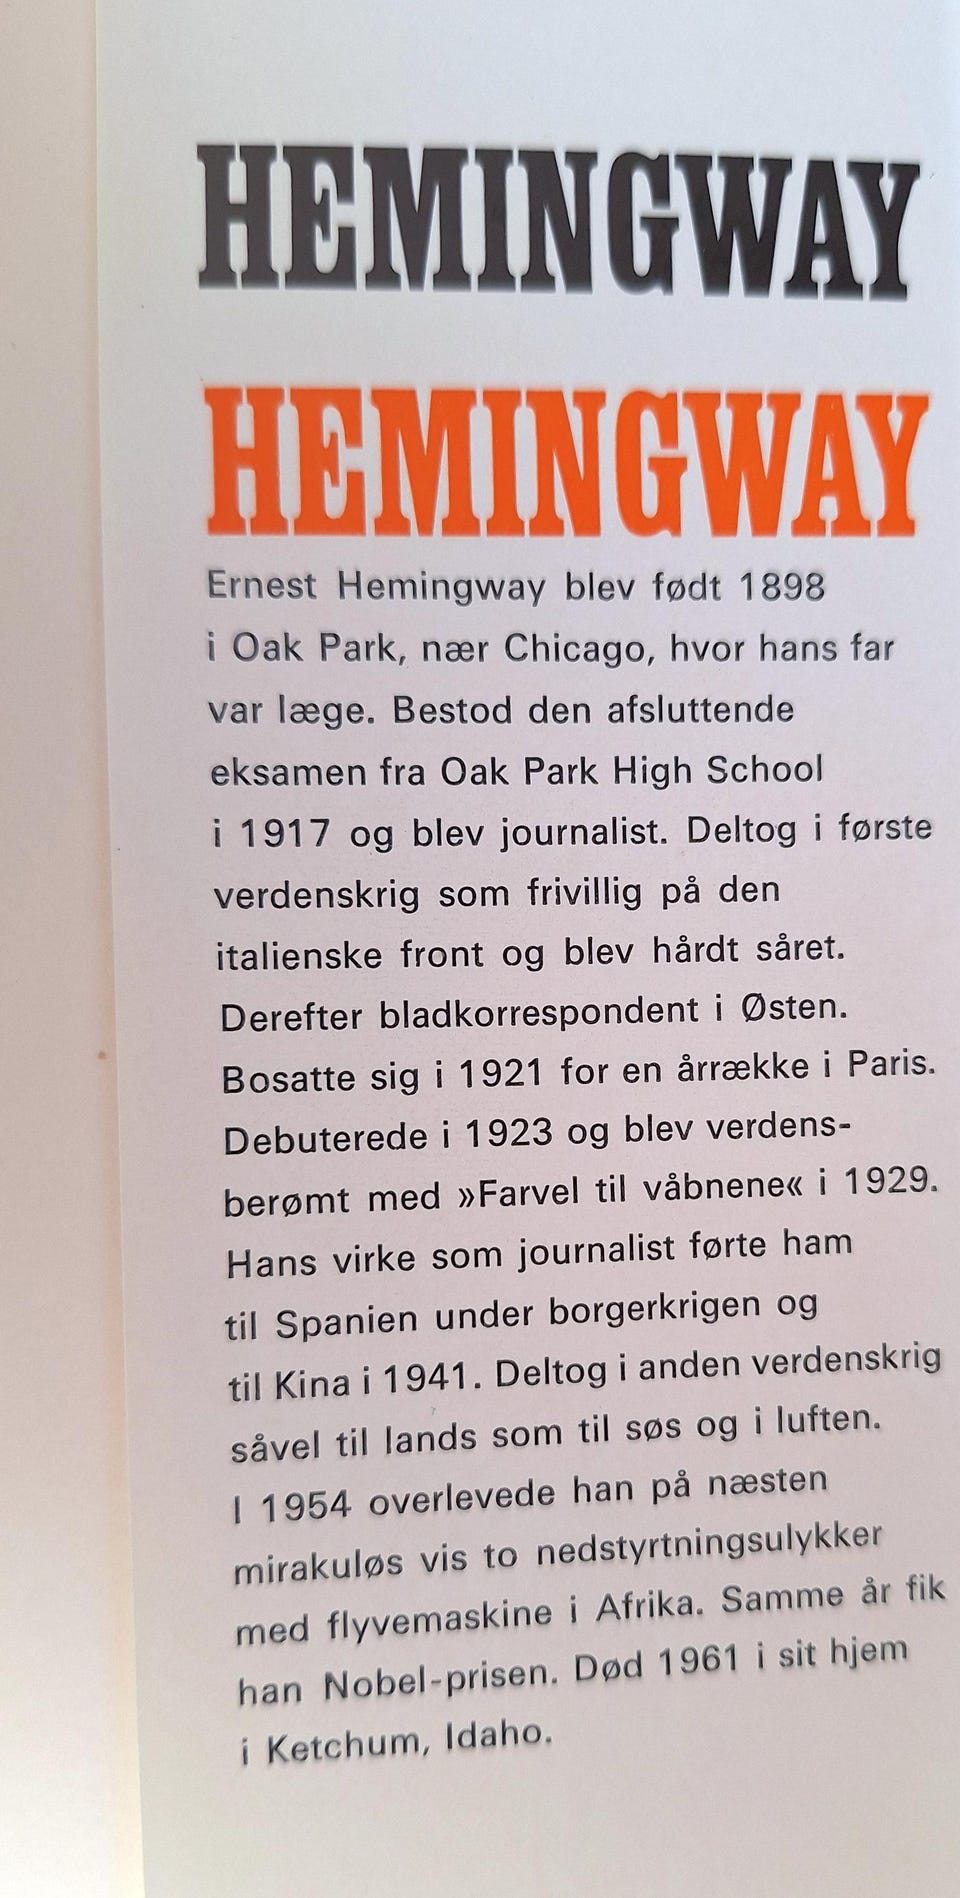 HEMINGWAY
HEMINGWAY
Ernest Hemingway blev født 1898
i Oak Park, nær Chicago, hvor hans far
var læge. Bestod den afsluttende
eksamen fra Oak Park High School
i 1917 og blev journalist. Deltog i første
verdenskrig som frivillig på den
italienske front og blev hårdt såret.
Derefter bladkorrespondent i Østen.
Bosatte sig i 1921 for en årrække i Paris.
Debuterede i 1923 og blev verdens-
berømt med »Farvel til våbnene« i 1929.
Hans virke som journalist førte ham
til Spanien under borgerkrigen og
til Kina i 1941. Deltog i anden verdenskrig
såvel til lands som til søs og i luften.
I 1954 overlevede han på næsten
mirakuløs vis to nedstyrtningsulykker
med flyvemaskine i Afrika. Samme år fik
han Nobel-prisen. Død 1961 i sit hjem
i Ketchum, Idaho.